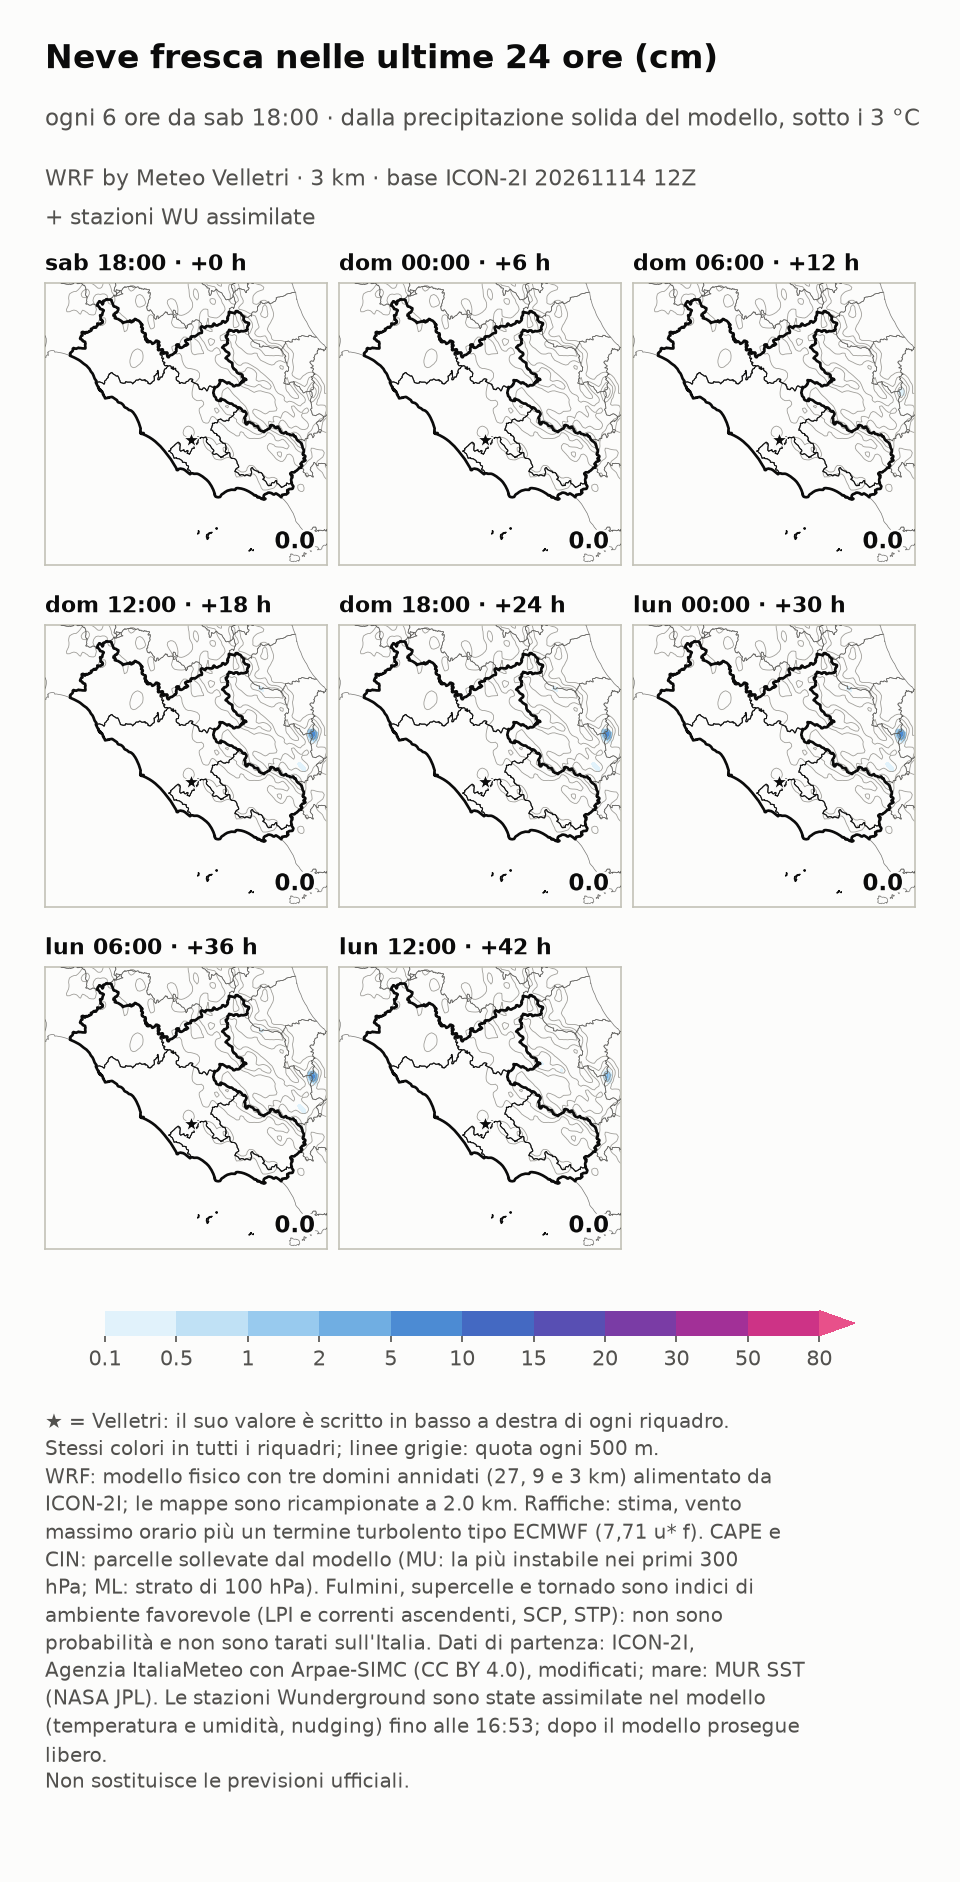 Neve fresca nelle ultime 24 ore (cm)
ogni 6 ore da sab 18:00 · dalla precipitazione solida del modello, sotto i 3 °C
WRF by Meteo Velletri · 3 km · base ICON-2I 20261114 12Z
+ stazioni WU assimilate
sab 18:00 · +0 h
dom 00:00 · +6 h
dom 06:00 · +12 h
0.0
0.0
0.0
dom 12:00 · +18 h
dom 18:00 · +24 h
lun 00:00 · +30 h
0.0
0.0
0.0
lun 06:00 · +36 h
lun 12:00 · +42 h
0.0
0.0
0.1 0.5 1 2 5 10 15 20 30 50 80
★ = Velletri: il suo valore è scritto in basso a destra di ogni riquadro.
Stessi colori in tutti i riquadri; linee grigie: quota ogni 500 m.
WRF: modello fisico con tre domini annidati (27, 9 e 3 km) alimentato da
ICON-2I; le mappe sono ricampionate a 2.0 km. Raffiche: stima, vento
massimo orario più un termine turbolento tipo ECMWF (7,71 u* f). CAPE e
CIN: parcelle sollevate dal modello (MU: la più instabile nei primi 300
hPa; ML: strato di 100 hPa). Fulmini, supercelle e tornado sono indici di
ambiente favorevole (LPI e correnti ascendenti, SCP, STP): non sono
probabilità e non sono tarati sull'Italia. Dati di partenza: ICON-2I,
Agenzia ItaliaMeteo con Arpae-SIMC (CC BY 4.0), modificati; mare: MUR SST
(NASA JPL). Le stazioni Wunderground sono state assimilate nel modello
(temperatura e umidità, nudging) fino alle 16:53; dopo il modello prosegue
libero.
Non sostituisce le previsioni ufficiali.